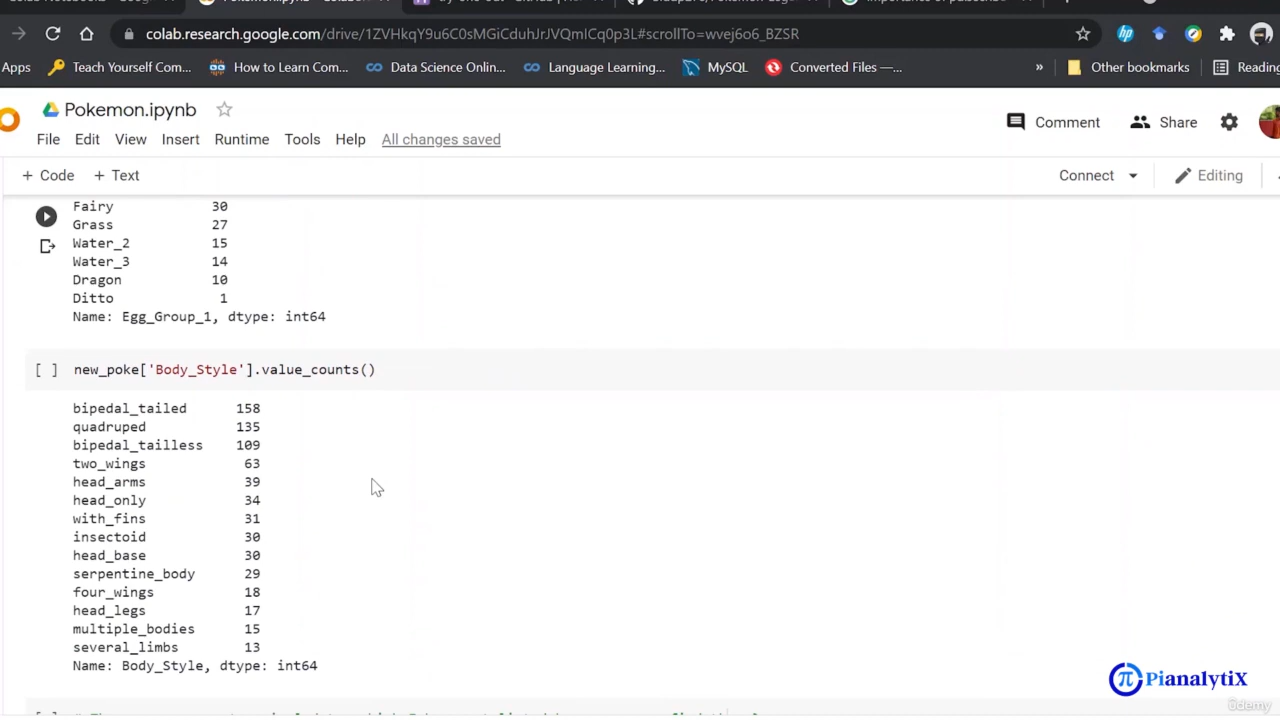 colab.research.google.com/drive/1ZVHkqY9u6C0sMGiCduhJrJVQmICq0p3L#scrollTo=wvej6o6_BZSR
Apps Teach Yourself Com... How to Learn Com... Data Science Onlin... Language Learning... MySQL Converted Files —... » Other bookmarks Reading
Pokemon.ipynb
Comment Share
File Edit View Insert Runtime Tools Help All changes saved
+ Code + Text Connect Editing
Fairy 30
Grass 27
Water_2 15
Water_3 14
Dragon 10
Ditto 1
Name: Egg_Group_1, dtype: int64
[ ] new_poke['Body_Style'].value_counts()
bipedal_tailed 158
quadruped 135
bipedal_tailless 109
two_wings 63
head_arms 39
head_only 34
with_fins 31
insectoid 30
head_base 30
serpentine_body 29
four_wings 18
head_legs 17
multiple_bodies 15
several_limbs 13
Name: Body_Style, dtype: int64
π PianalytiX
ûdemy